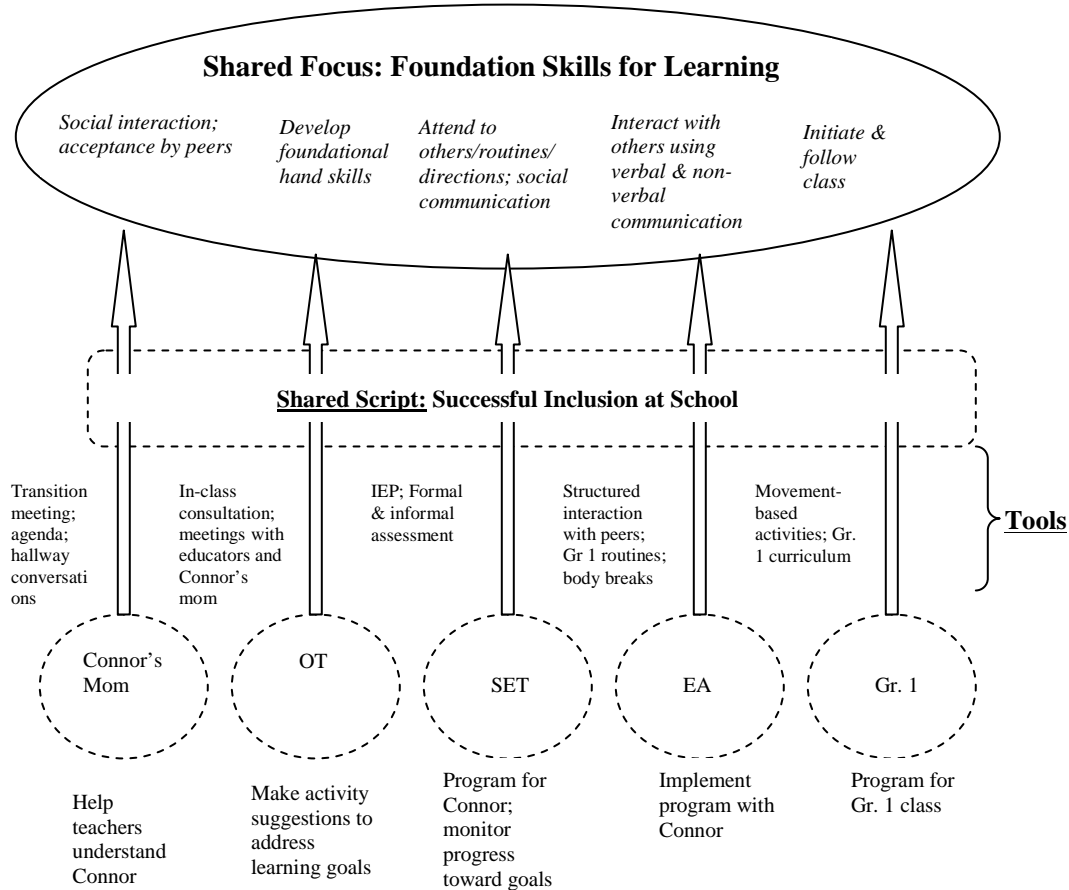 Shared Focus: Foundation Skills for Learning
Social interaction;
acceptance by peers
Develop
foundational
hand skills
Attend to
others/routines/
directions; social
communication
Interact with
others using
verbal & non-
verbal
communication
Initiate &
follow
class
Shared Script: Successful Inclusion at School
Transition
meeting;
agenda;
hallway
conversati
ons
In-class
consultation;
meetings with
educators and
Connor's
mom
IEP; Formal
& informal
assessment
Structured
interaction
with peers;
Gr 1 routines;
body breaks
Movement-
based
activities; Gr.
1 curriculum
Tools
Connor's
Mom
OT
SET
EA
Gr. 1
Help
teachers
understand
Connor
Make activity
suggestions to
address
learning goals
Program for
Connor;
monitor
progress
toward goals
Implement
program with
Connor
Program for
Gr. 1 class